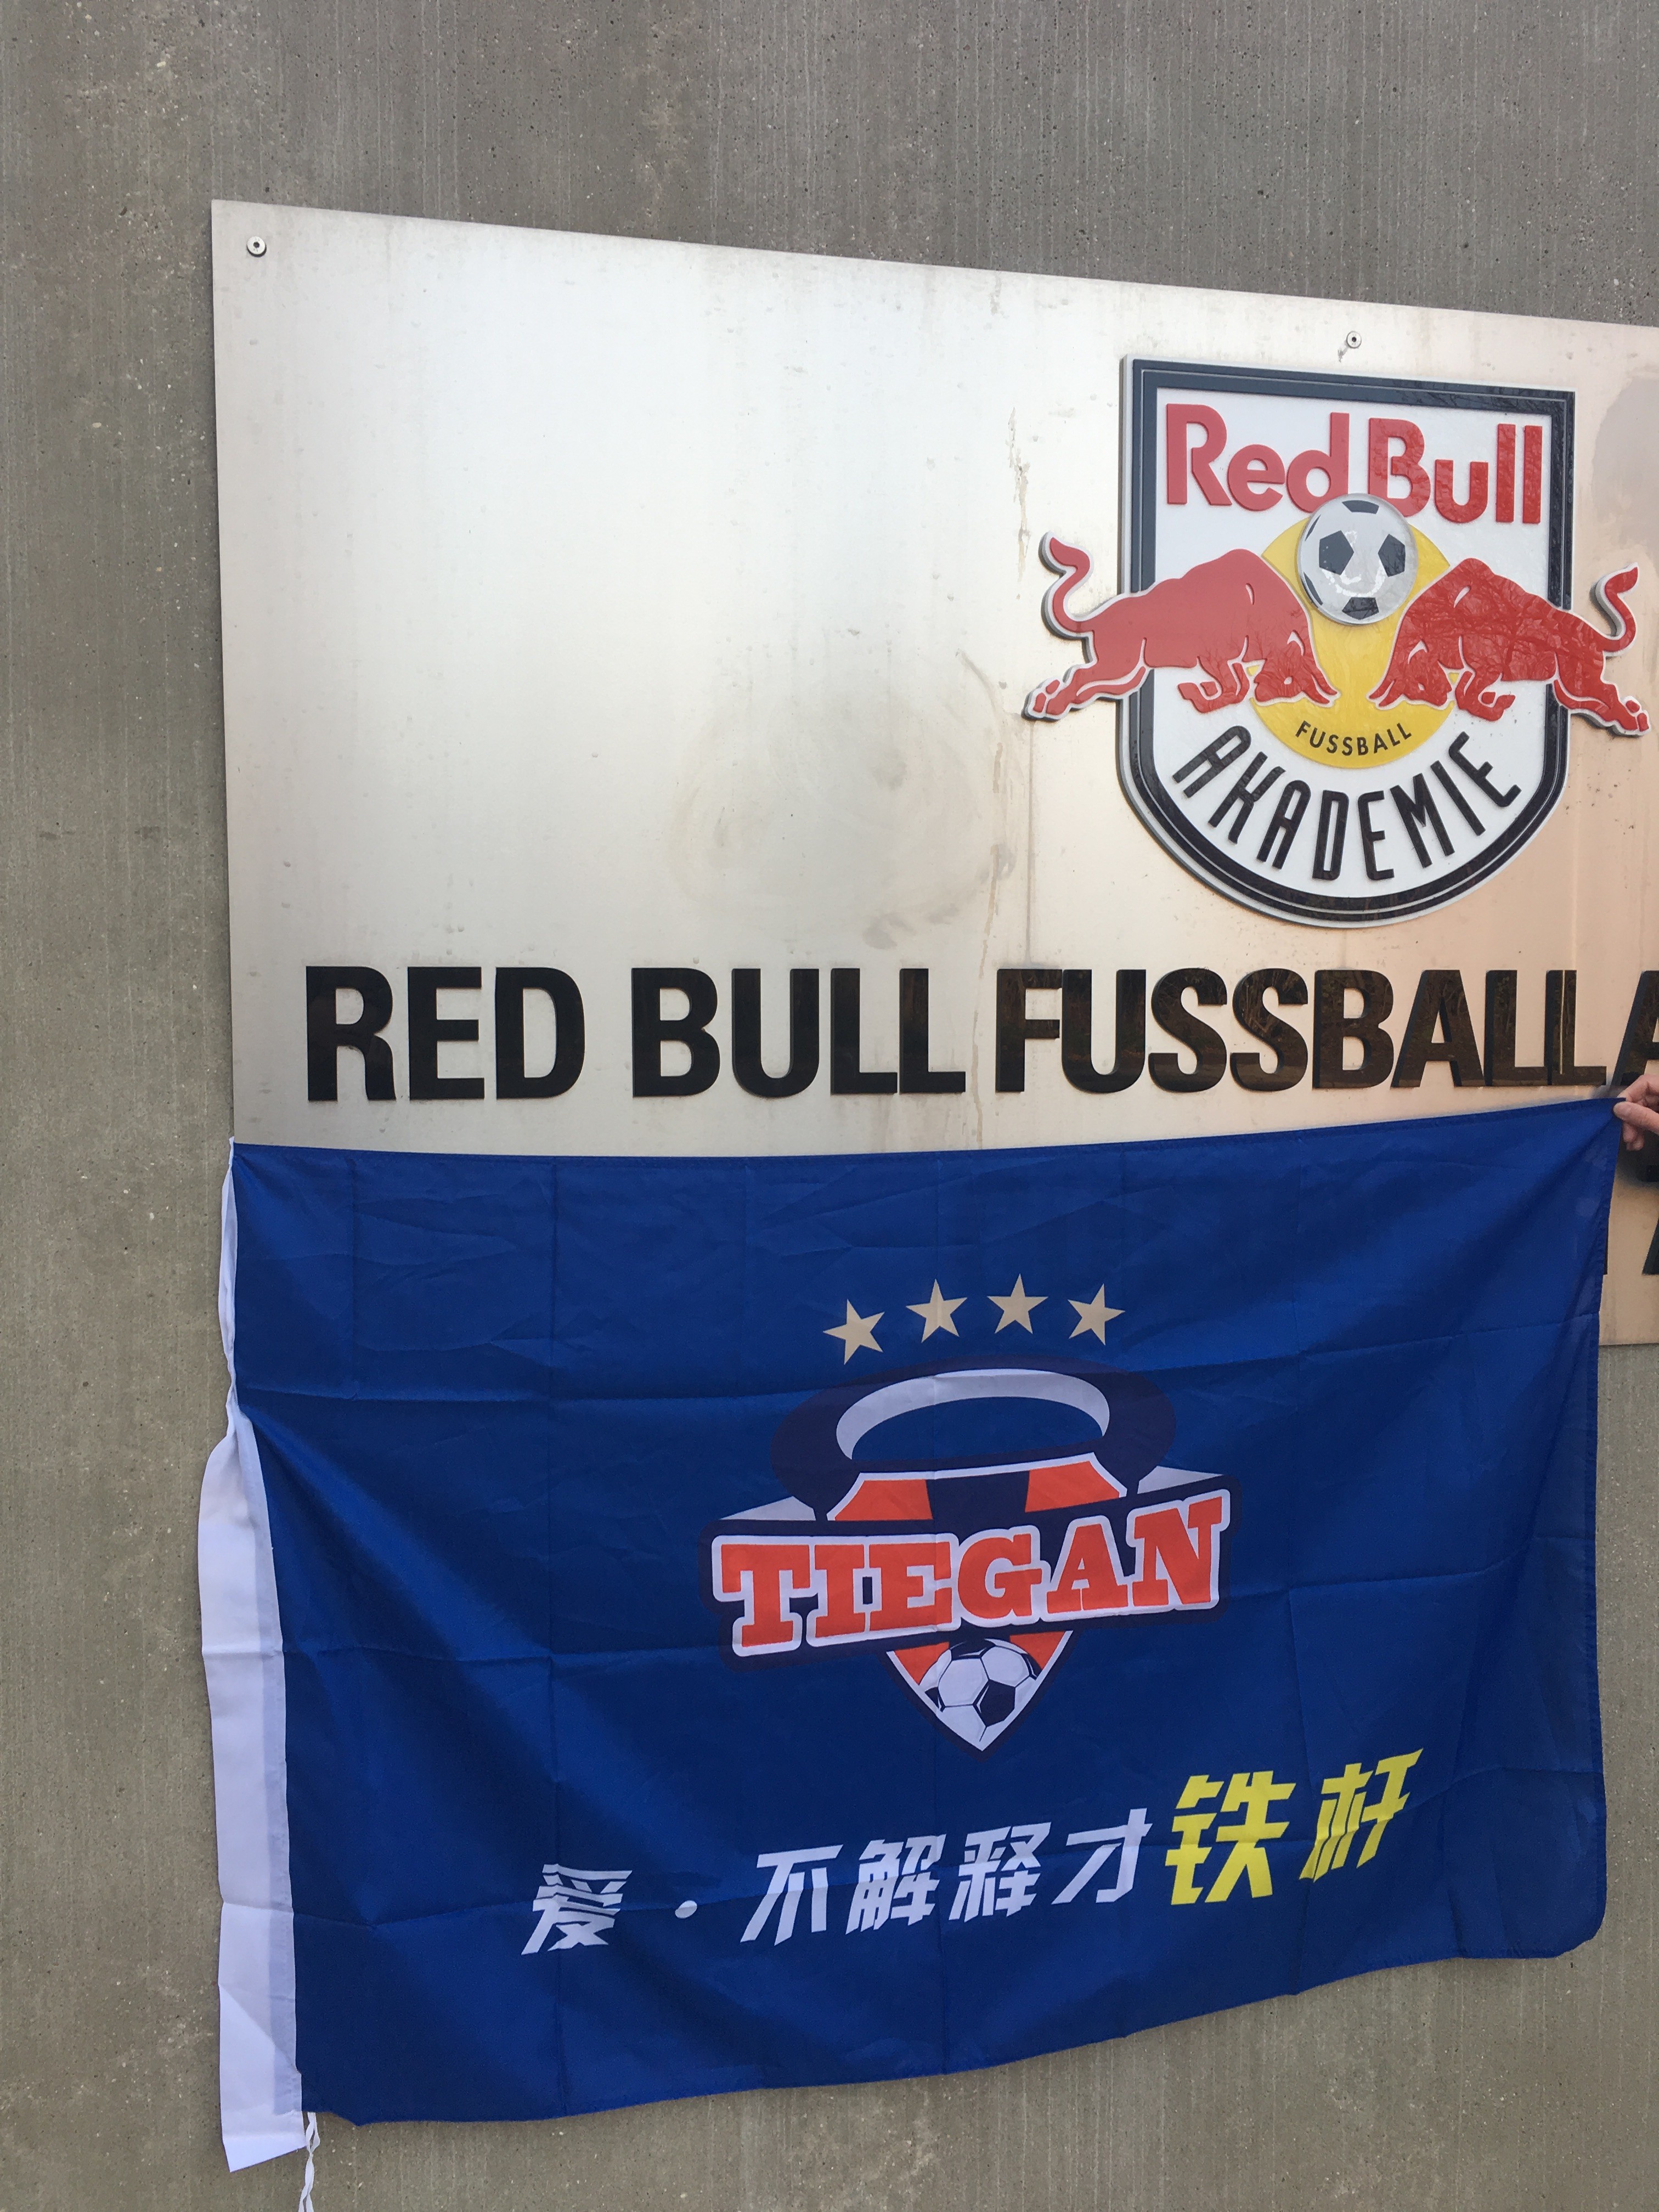 Red Bull
FUSSBALL
AKADEMIE
RED BULL FUSSBALL A
TIEGAN
爱·不解释才铁杆